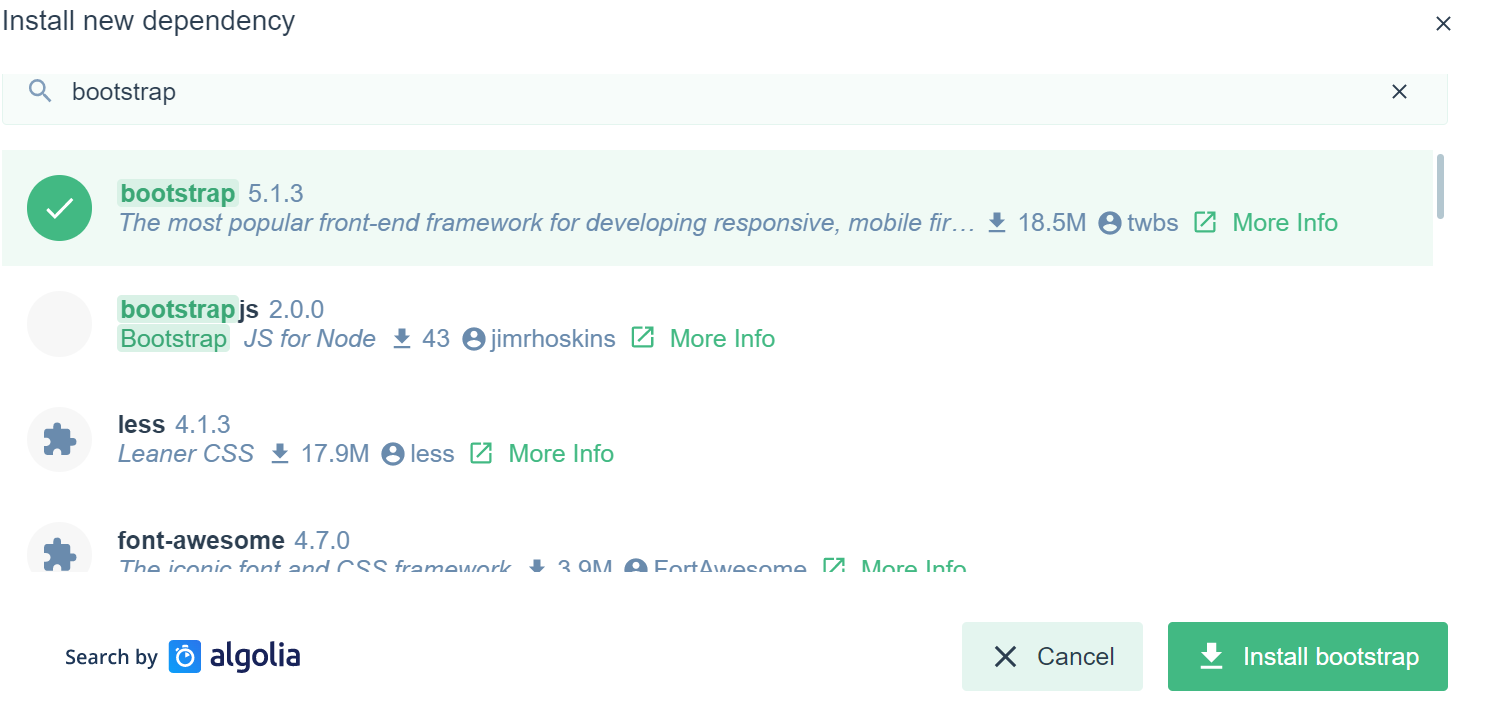 Install new dependency
bootstrap
bootstrap 5.1.3
The most popular front-end framework for developing responsive, mobile fir… 18.5M twbs More Info
bootstrapjs 2.0.0
Bootstrap JS for Node 43 jimrhoskins More Info
less 4.1.3
Leaner CSS 17.9M less More Info
font-awesome 4.7.0
The iconic font and CSS framework 3.9M FortAwesome More Info
Search by algolia
Cancel
Install bootstrap